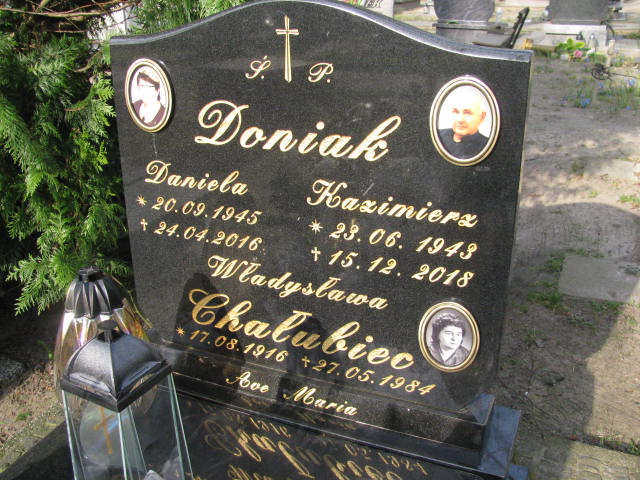 Ś. P.
Doniak
Daniela
* 20.09.1945
+ 24.04.2016
Kazimierz
* 23.06.1943
+ 15.12.2018
Władysława
Chałubiec
* 17.08.1916 + 27.05.1984
Ave Maria